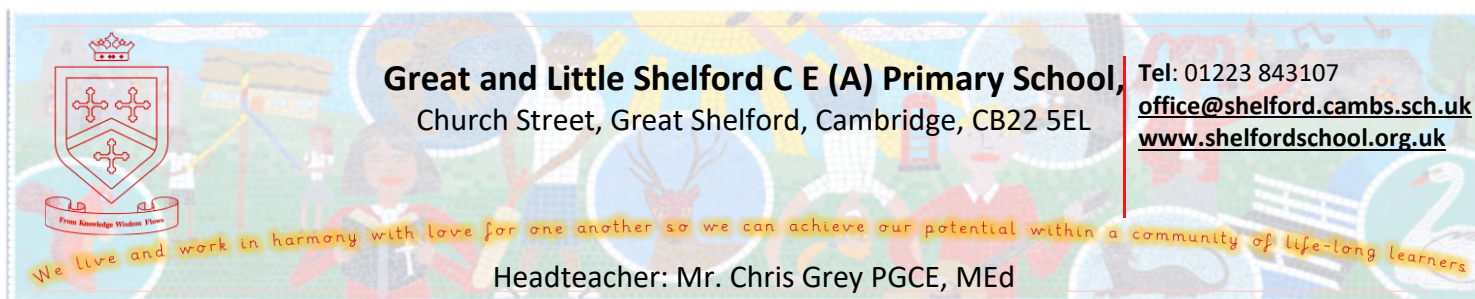 Great and Little Shelford C E (A) Primary School,
Church Street, Great Shelford, Cambridge, CB22 5EL
Tel: 01223 843107
office@shelford.cambs.sch.uk
www.shelfordschool.org.uk
From Knowledge Wisdom Flows
We live and work in harmony with love for one another so we can achieve our potential within a community of life-long learners
Headteacher: Mr. Chris Grey PGCE, MEd